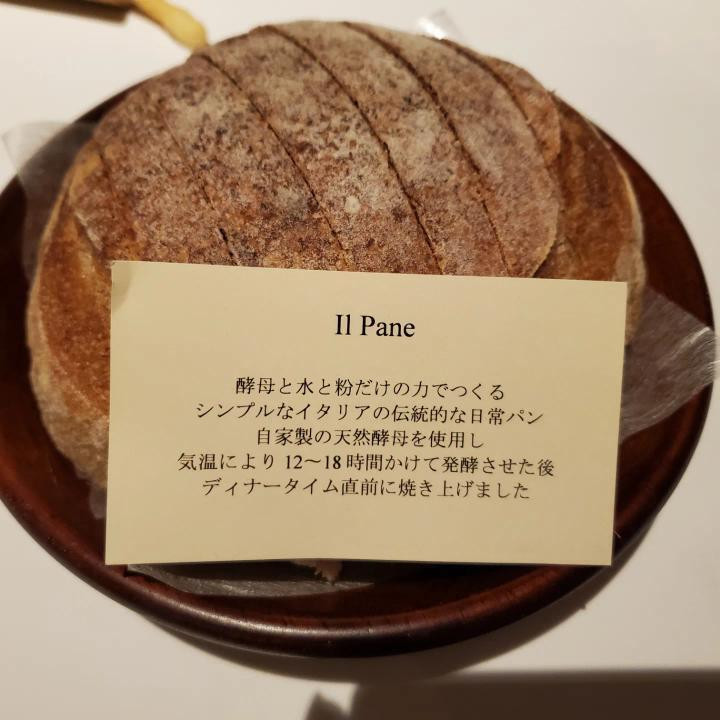 Il Pane
酵母と水と粉だけの力でつくる
シンプルなイタリアの伝統的な日常パン
自家製の天然酵母を使用し
気温により 12〜18 時間かけて発酵させた後
ディナータイム直前に焼き上げました